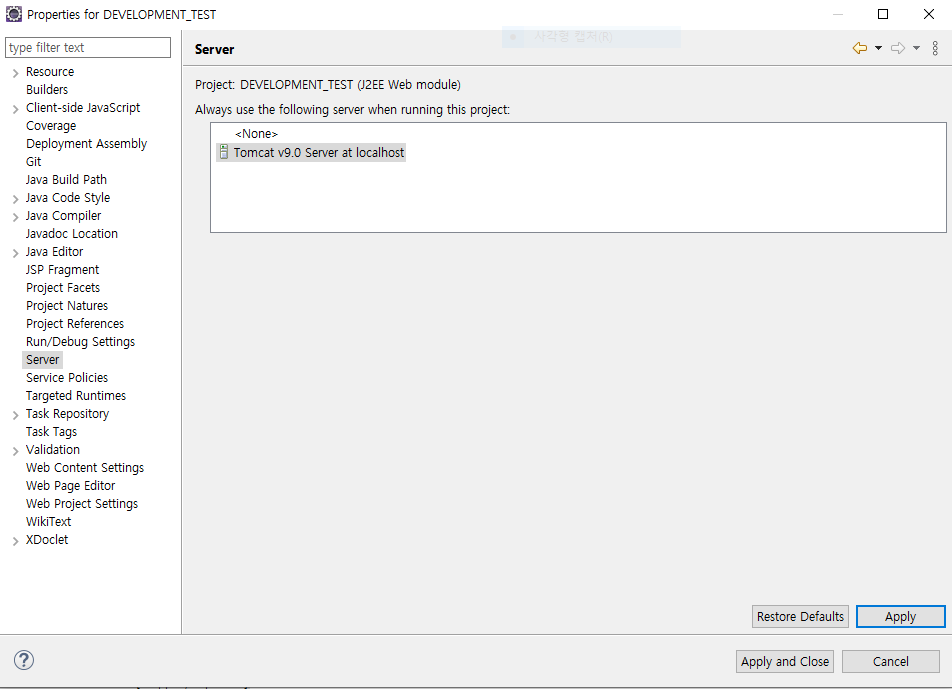 Properties for DEVELOPMENT_TEST
type filter text
Resource
Builders
Client-side JavaScript
Coverage
Deployment Assembly
Git
Java Build Path
Java Code Style
Java Compiler
Javadoc Location
Java Editor
JSP Fragment
Project Facets
Project Natures
Project References
Run/Debug Settings
Server
Service Policies
Targeted Runtimes
Task Repository
Task Tags
Validation
Web Content Settings
Web Page Editor
Web Project Settings
WikiText
XDoclet
Server
사각형 캡처(R)
Project: DEVELOPMENT_TEST (J2EE Web module)
Always use the following server when running this project:
<None>
Tomcat v9.0 Server at localhost
Restore Defaults
Apply
Apply and Close
Cancel